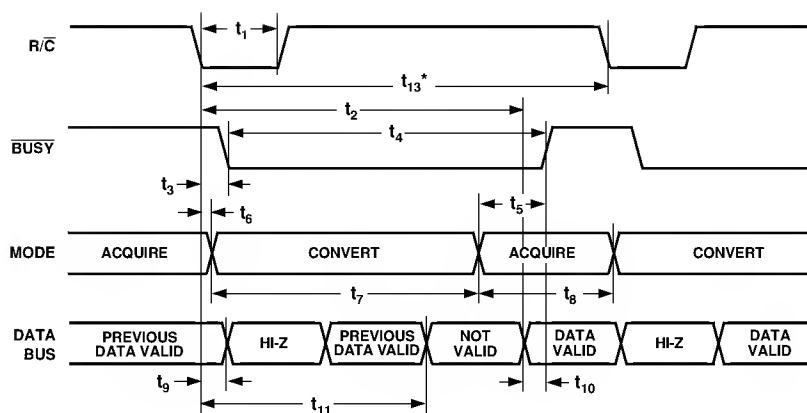 R/C̅
t1
t13*
t2
B̅U̅S̅Y̅
t4
t3
t5
t6
MODE
ACQUIRE
CONVERT
ACQUIRE
CONVERT
t7
t8
DATA
BUS
PREVIOUS
DATA VALID
HI-Z
PREVIOUS
DATA VALID
NOT
VALID
DATA
VALID
HI-Z
DATA
VALID
t9
t10
t11